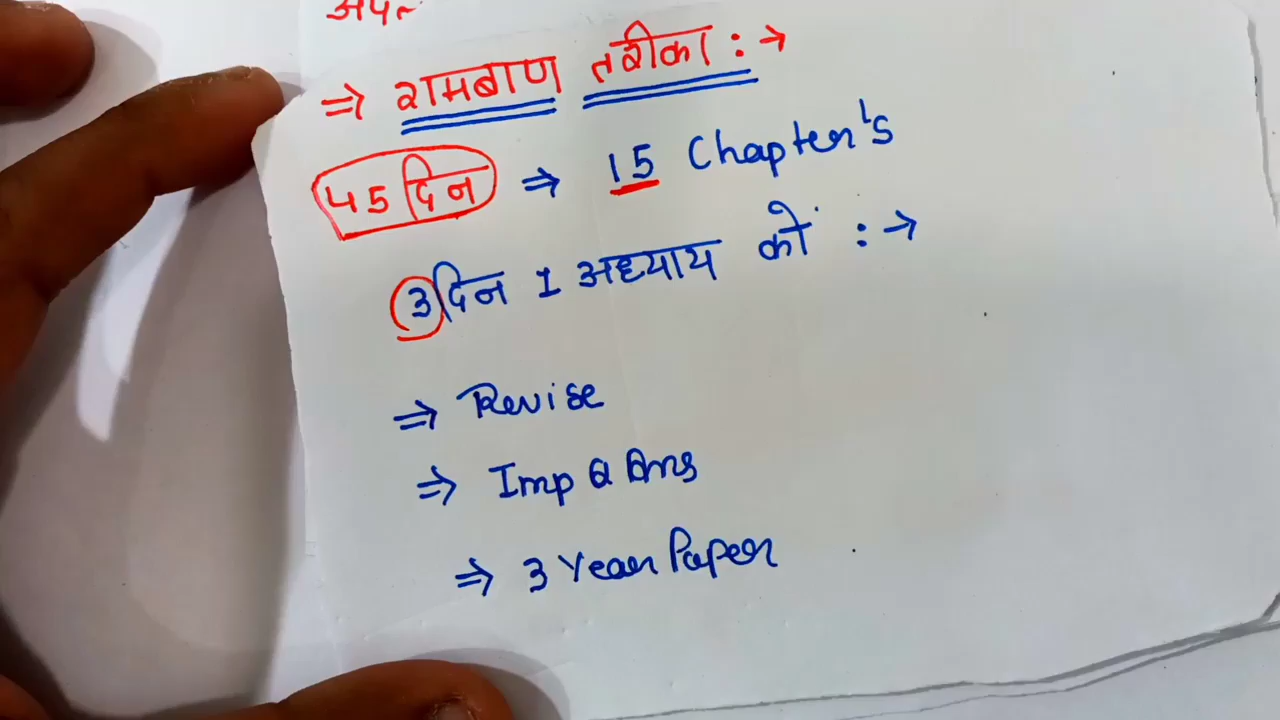 ⇒ रामबाण तरीका :→
45 दिन ⇒ 15 Chapter's
3 दिन 1 अध्याय को :→
⇒ Revise
⇒ Imp Q Ans
⇒ 3 Year Paper